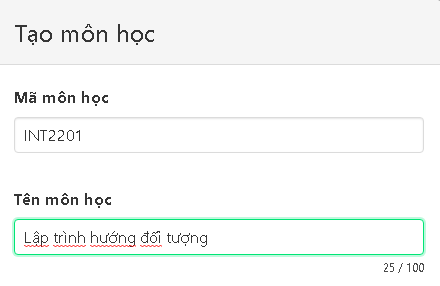 Tạo môn học
Mã môn học
INT2201
Tên môn học
Lập trình hướng đối tượng
25 / 100